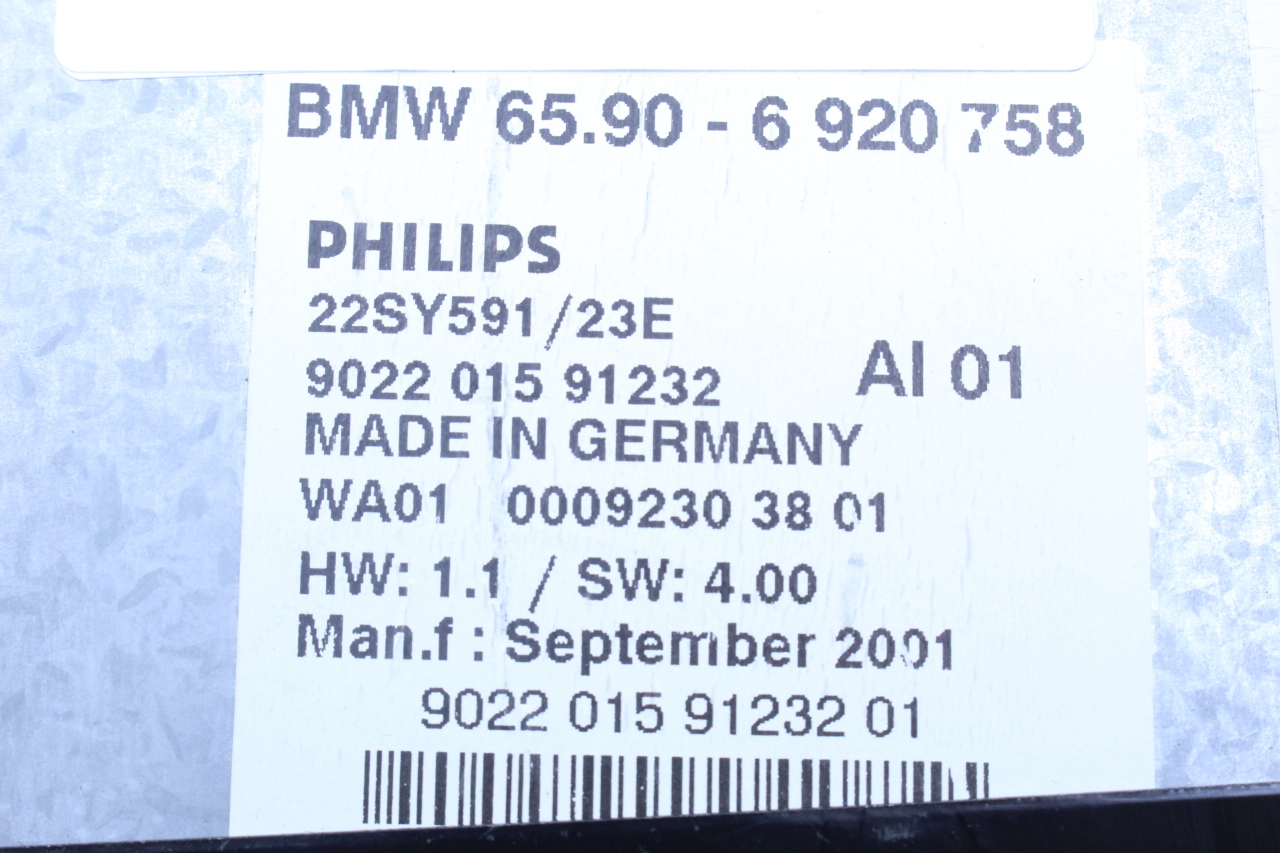 BMW 65.90 - 6 920 758
PHILIPS
22SY591/23E
9022 015 91232 AI 01
MADE IN GERMANY
WA01 0009230 38 01
HW: 1.1 / SW: 4.00
Man.f : September 2001
9022 015 91232 01